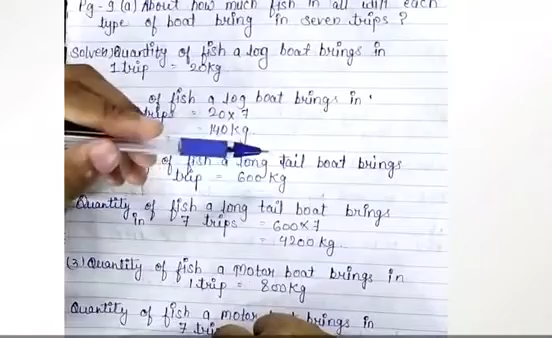 Pg - 9 (a) About how much fish in all will each
type of boat bring in seven trips ?
Solven) Quantity of fish a log boat brings in
1 trip = 20 kg
of fish a log boat brings in
trips = 20 x 7
= 140 kg
of fish a long tail boat brings
trip = 600 kg
Quantity of fish a long tail boat brings
in 7 trips = 600 x 7
= 4200 kg.
(3.) Quantity of fish a Motor boat brings in
1 trip = 800 kg
Quantity of fish a motor brings in
7